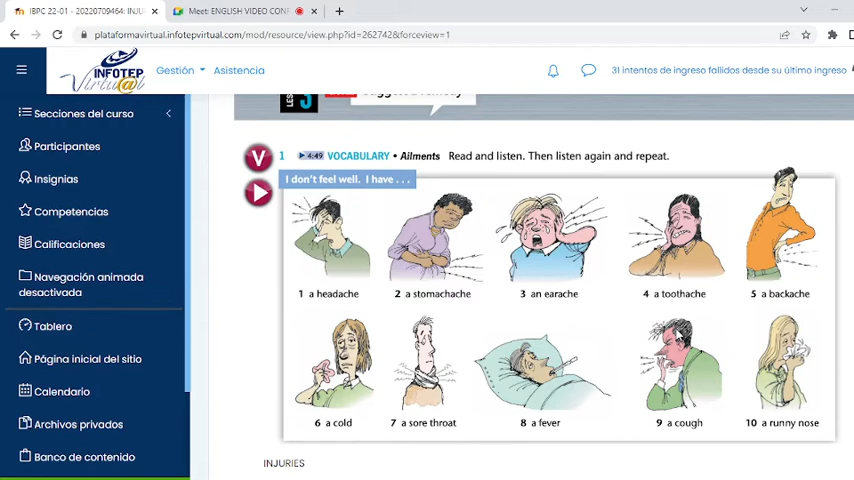 IBPC 22-01 - 20220709464: INJUR
Meet: ENGLISH VIDEO CONF
plataformavirtual.infotepvirtual.com/mod/resource/view.php?id=262742&forceview=1
INFOTEP
Virtu@l
Gestión
Asistencia
31 intentos de ingreso fallidos desde su último ingreso
Secciones del curso
Participantes
Insignias
Competencias
Calificaciones
Navegación animada
desactivada
Tablero
Página inicial del sitio
Calendario
Archivos privados
Banco de contenido
3
V
1 4:49 VOCABULARY • Ailments Read and listen. Then listen again and repeat.
I don't feel well. I have . . .
1 a headache
2 a stomachache
3 an earache
4 a toothache
5 a backache
6 a cold
7 a sore throat
8 a fever
9 a cough
10 a runny nose
INJURIES